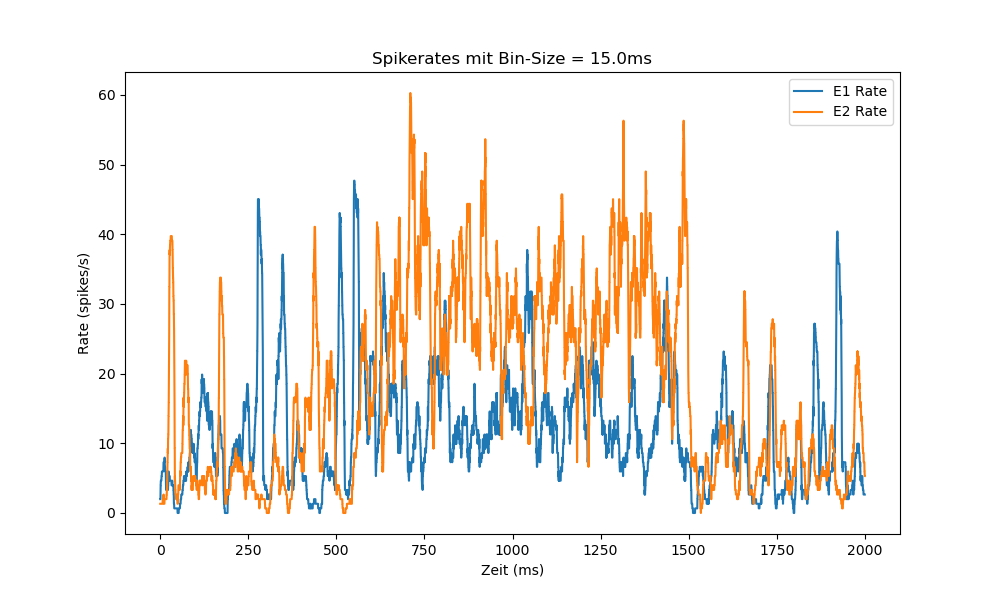 Spikerates mit Bin-Size = 15.0ms
E1 Rate
E2 Rate
60
50
40
30
20
10
0
Rate (spikes/s)
0 250 500 750 1000 1250 1500 1750 2000
Zeit (ms)